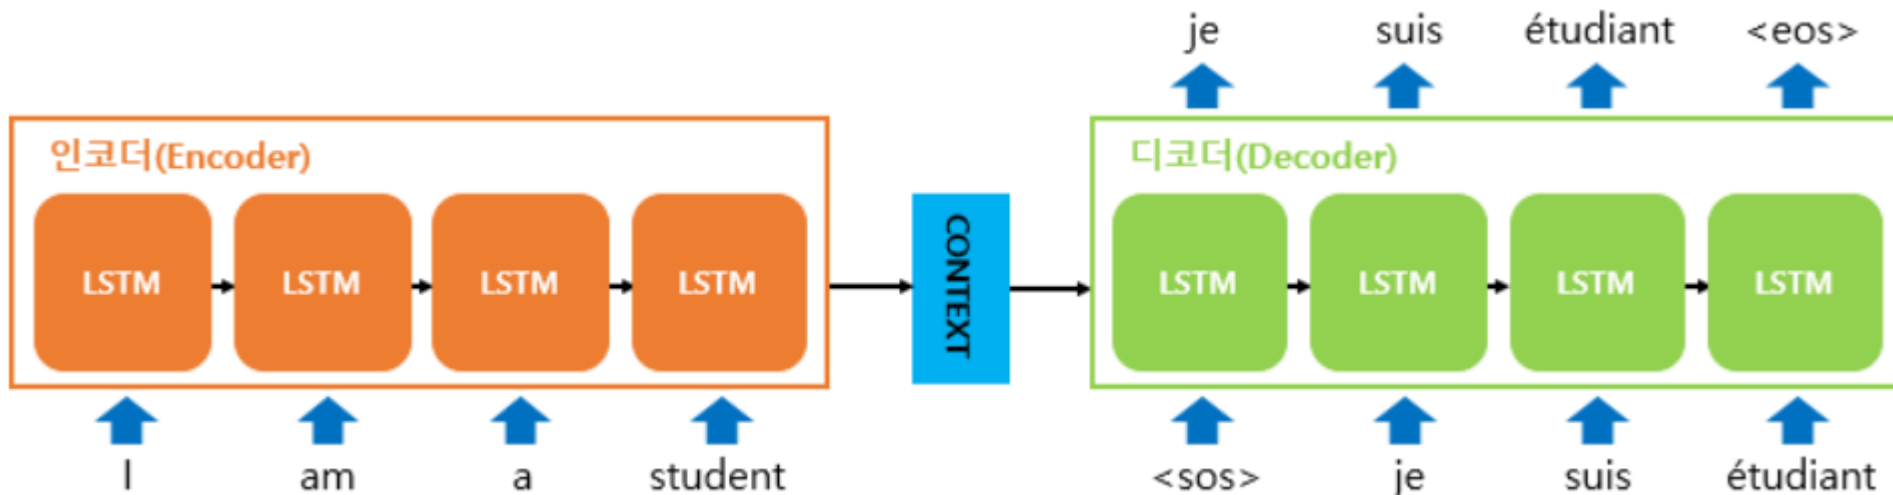 je suis étudiant <eos>
인코더(Encoder)
디코더(Decoder)
LSTM LSTM LSTM LSTM
CONTEXT
LSTM LSTM LSTM LSTM
I am a student
<sos> je suis étudiant